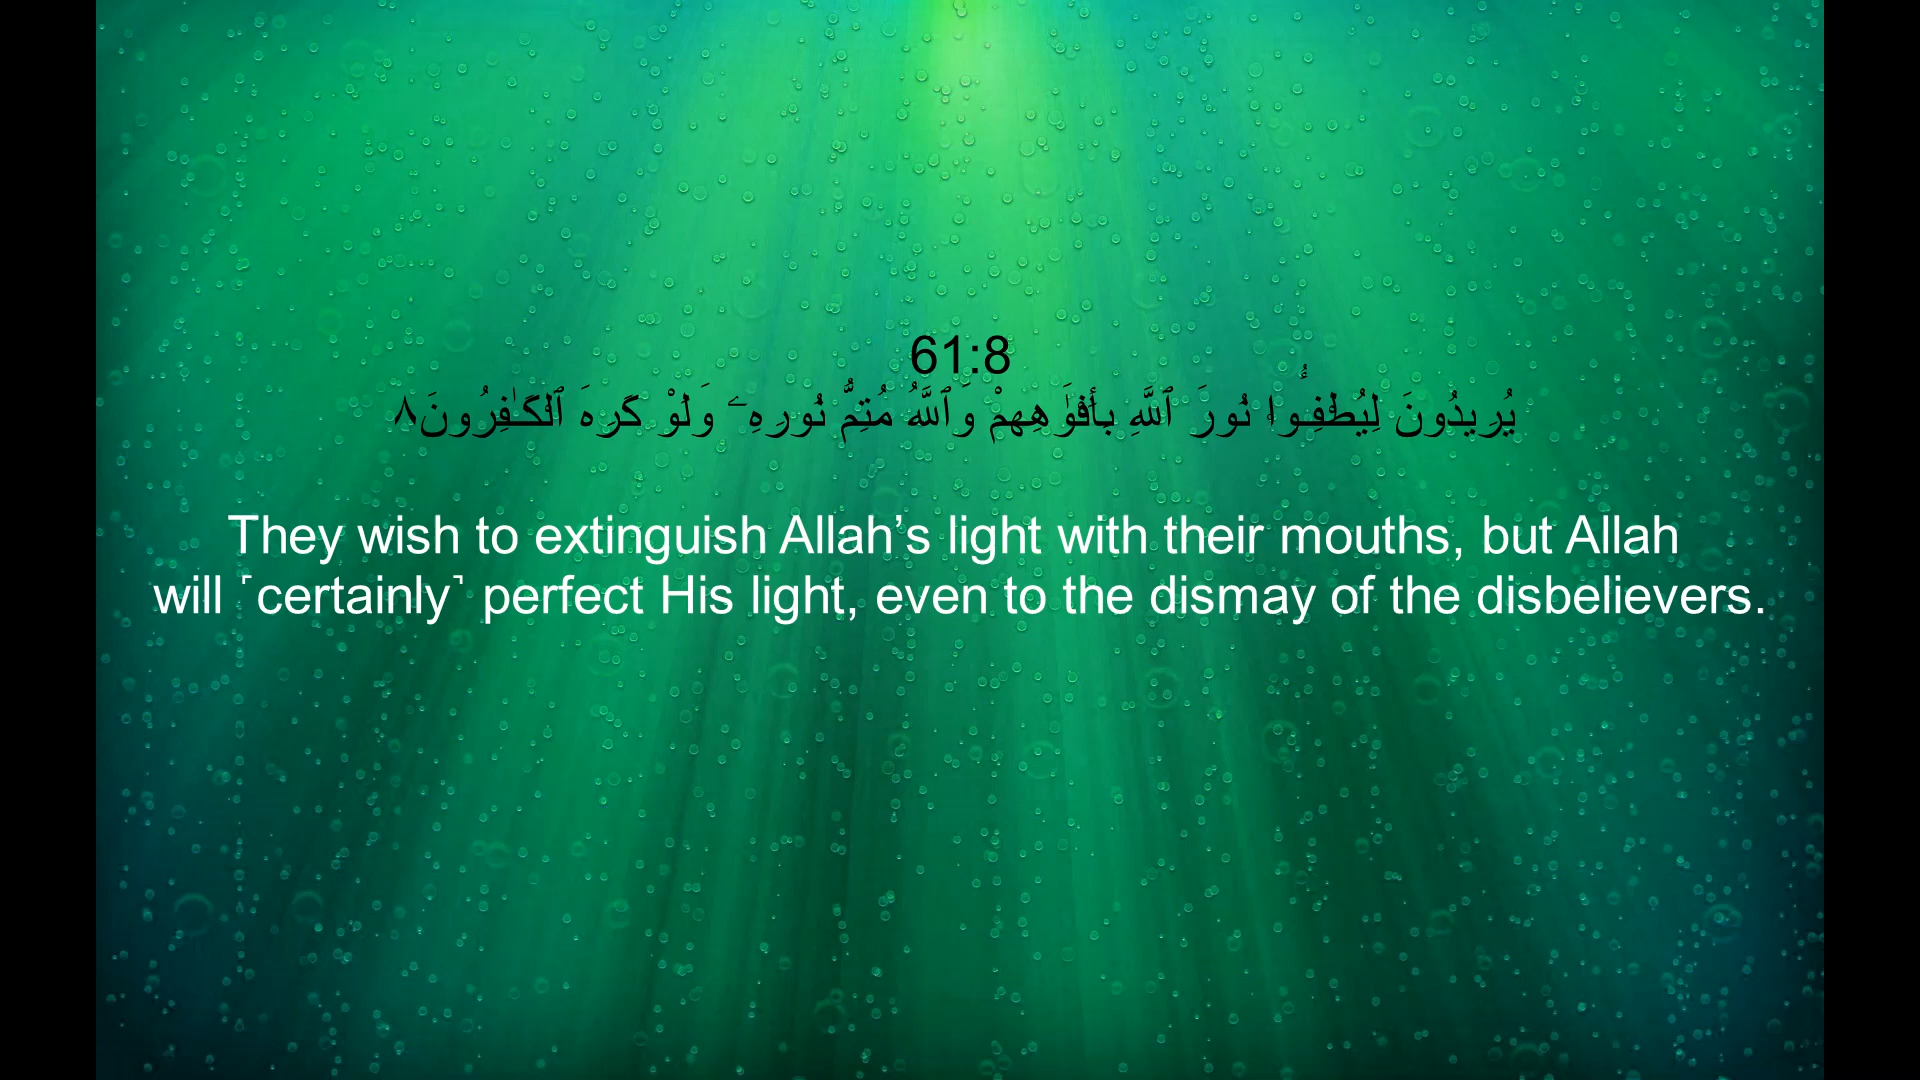 61:8
يُرِيدُونَ لِيُطْفِـُٔوا۟ نُورَ ٱللَّهِ بِأَفْوَٰهِهِمْ وَٱللَّهُ مُتِمُّ نُورِهِۦ وَلَوْ كَرِهَ ٱلْكَـٰفِرُونَ ٨
They wish to extinguish Allah’s light with their mouths, but Allah
will ˹certainly˺ perfect His light, even to the dismay of the disbelievers.